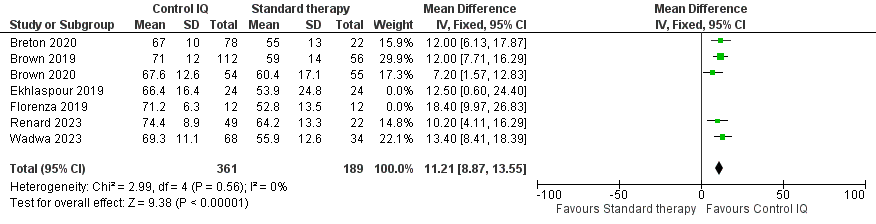 Control IQ Standard therapy Mean Difference Mean Difference
Study or Subgroup Mean SD Total Mean SD Total Weight IV, Fixed, 95% CI IV, Fixed, 95% CI
Breton 2020 67 10 78 55 13 22 15.9% 12.00 [6.13, 17.87]
Brown 2019 71 12 112 59 14 56 29.9% 12.00 [7.71, 16.29]
Brown 2020 67.6 12.6 54 60.4 17.1 55 17.3% 7.20 [1.57, 12.83]
Ekhlaspour 2019 66.4 16.4 24 53.9 24.8 24 0.0% 12.50 [0.60, 24.40]
Florenza 2019 71.2 6.3 12 52.8 13.5 12 0.0% 18.40 [9.97, 26.83]
Renard 2023 74.4 8.9 49 64.2 13.3 22 14.8% 10.20 [4.11, 16.29]
Wadwa 2023 69.3 11.1 68 55.9 12.6 34 22.1% 13.40 [8.41, 18.39]
Total (95% CI) 361 189 100.0% 11.21 [8.87, 13.55]
Heterogeneity: Chi² = 2.99, df = 4 (P = 0.56); I² = 0%
Test for overall effect: Z = 9.38 (P < 0.00001)
-100 -50 0 50 100
Favours Standard therapy Favours Control IQ